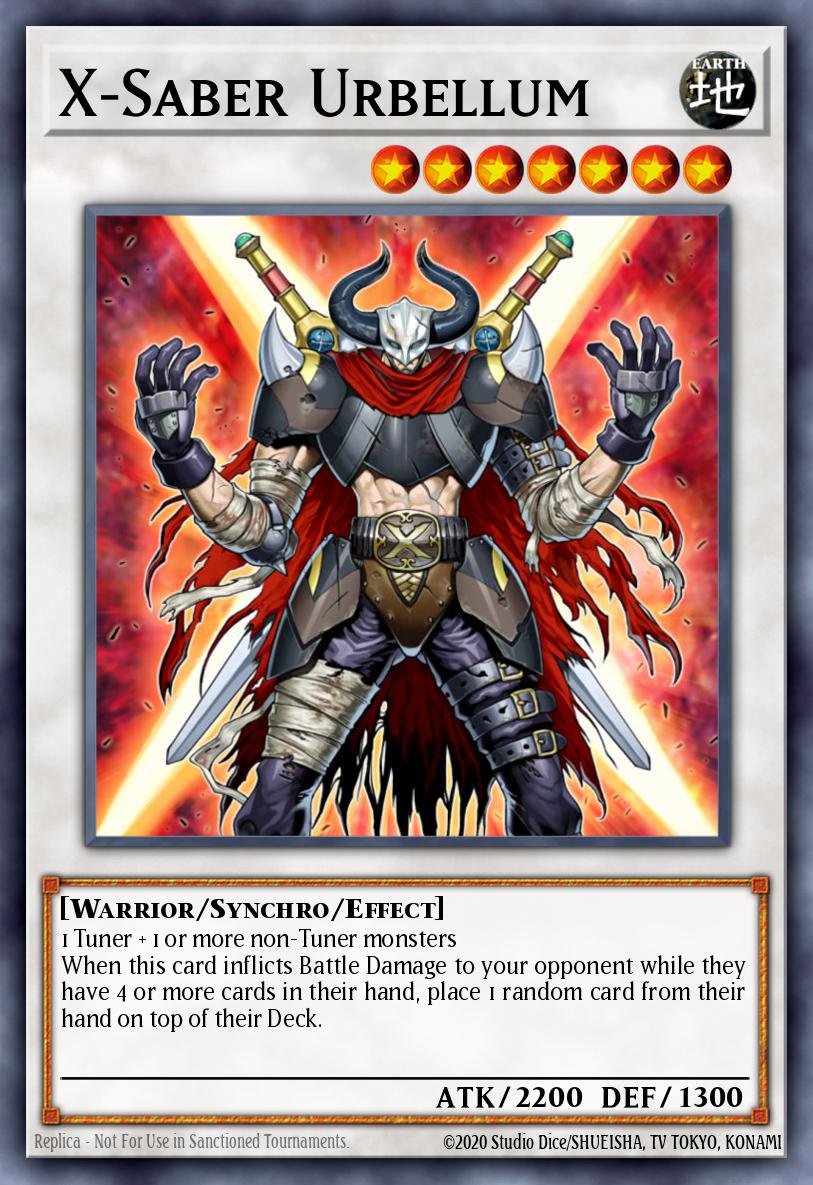 X-Saber Urbellum
EARTH
地
[Warrior/Synchro/Effect]
1 Tuner + 1 or more non-Tuner monsters
When this card inflicts Battle Damage to your opponent while they
have 4 or more cards in their hand, place 1 random card from their
hand on top of their Deck.
ATK/2200 DEF/1300
Replica - Not For Use in Sanctioned Tournaments.
©2020 Studio Dice/SHUEISHA, TV TOKYO, KONAMI